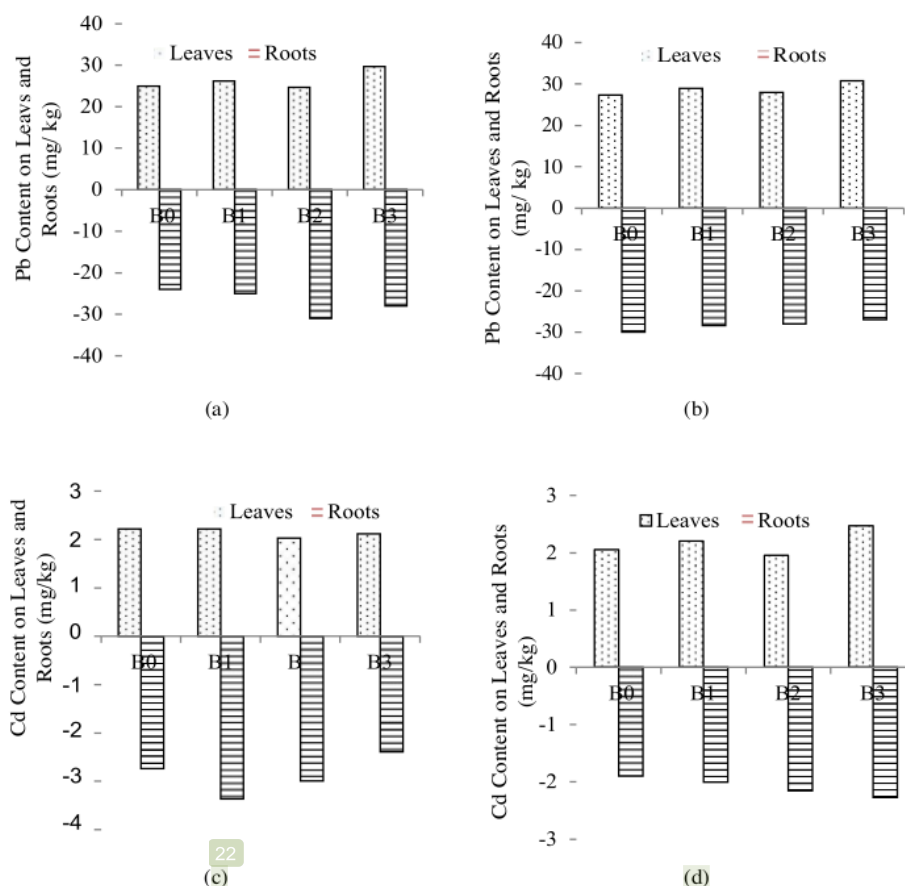 40
30
20
10
0
-10
-20
-30
-40
Pb Content on Leavs and
Roots (mg/ kg)
Leaves Roots
B0 B1 B2 B3
(a)
40
30
20
10
0
-10
-20
-30
-40
Pb Content on Leaves and Roots
(mg/ kg)
Leaves Roots
B0 B1 B2 B3
(b)
3
2
1
0
-1
-2
-3
-4
Cd Content on Leaves and
Roots (mg/kg)
Leaves Roots
B0 B1 B B3
22
(c)
3
2
1
0
-1
-2
-3
Cd Content on Leaves and Roots
(mg/kg)
Leaves Roots
B0 B1 B2 B3
(d)